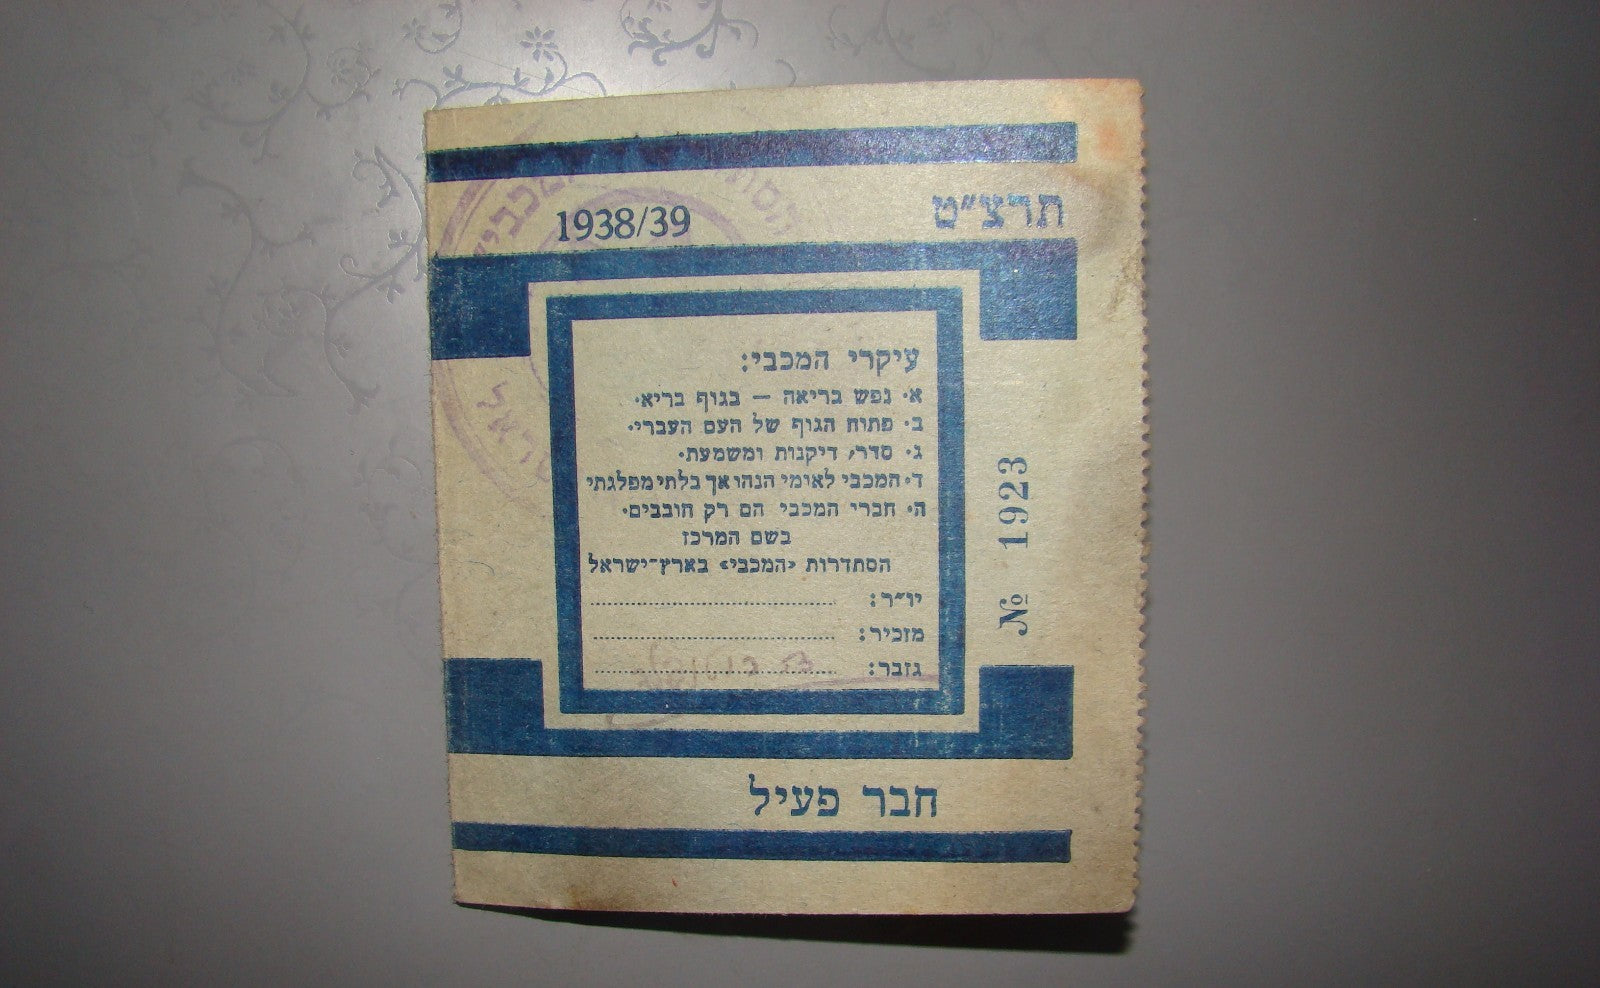 תרצ״ט 1938/39
עיקרי המכבי:
א. נפש בריאה — בגוף בריא.
ב. פתוח הגוף של העם העברי.
ג. סדר, דיקנות ומשמעת.
ד. המכבי לאומי הנהו אך בלתי מפלגתי
ה. חברי המכבי הם רק חובבים.
בשם המרכז
הסתדרות «המכבי» בארץ־ישראל
יו״ר:
מזכיר:
גזבר:
№ 1923
חבר פעיל